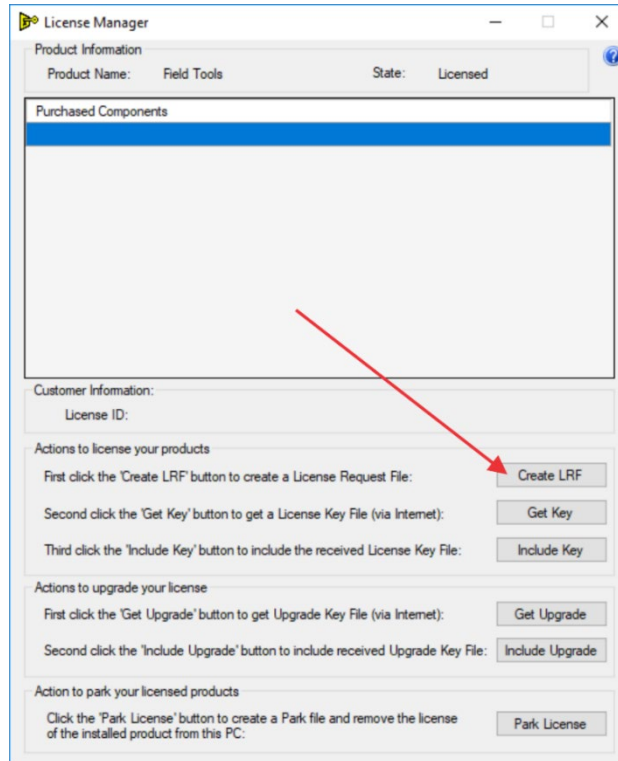 License Manager
Product Information
Product Name: Field Tools State: Licensed
Purchased Components
Customer Information:
License ID:
Actions to license your products
First click the 'Create LRF' button to create a License Request File: Create LRF
Second click the 'Get Key' button to get a License Key File (via Internet): Get Key
Third click the 'Include Key' button to include the received License Key File: Include Key
Actions to upgrade your license
First click the 'Get Upgrade' button to get Upgrade Key File (via Internet): Get Upgrade
Second click the 'Include Upgrade' button to include received Upgrade Key File: Include Upgrade
Action to park your licensed products
Click the 'Park License' button to create a Park file and remove the license
of the installed product from this PC: Park License